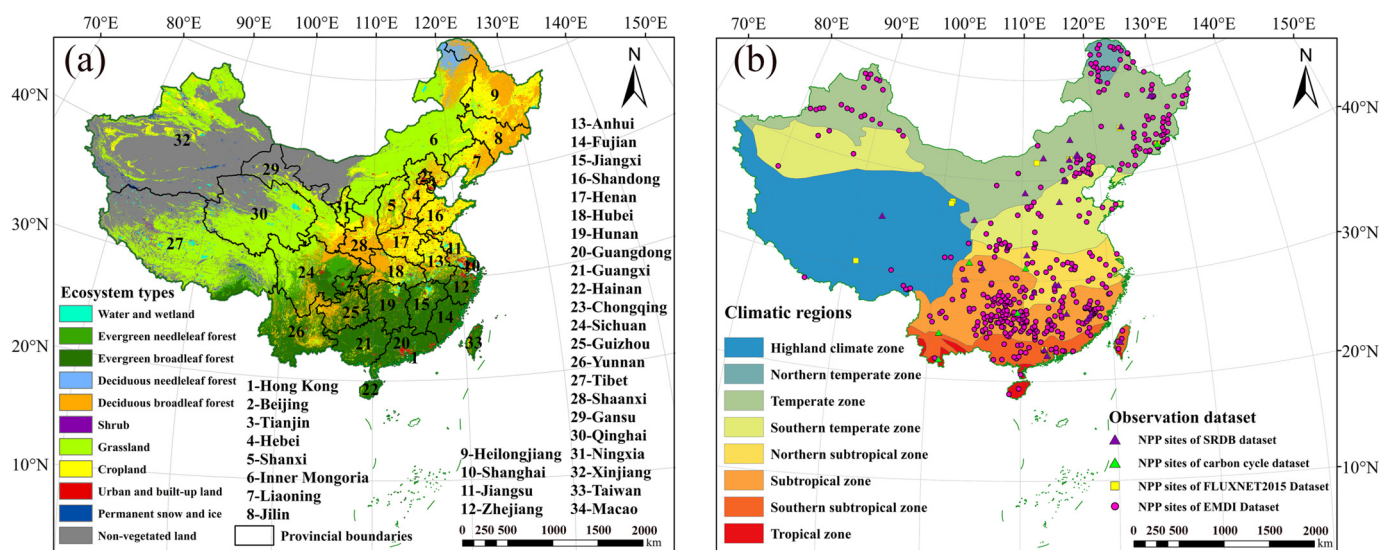 70°E 80°E 90°E 100°E 110°E 120°E 130°E 140°E 150°E
(a)
N
40°N
30°N
20°N
10°N
32
29
30
27
31
6
9
8
7
5
4
16
28
17
11
13
18
10
24
12
15
19
14
25
26
21
20
1
33
22
Ecosystem types
Water and wetland
Evergreen needleleaf forest
Evergreen broadleaf forest
Deciduous needleleaf forest
Deciduous broadleaf forest
Shrub
Grassland
Cropland
Urban and built-up land
Permanent snow and ice
Non-vegetated land
1-Hong Kong
2-Beijing
3-Tianjin
4-Hebei
5-Shanxi
6-Inner Mongoria
7-Liaoning
8-Jilin
Provincial boundaries
9-Heilongjiang
10-Shanghai
11-Jiangsu
12-Zhejiang
13-Anhui
14-Fujian
15-Jiangxi
16-Shandong
17-Henan
18-Hubei
19-Hunan
20-Guangdong
21-Guangxi
22-Hainan
23-Chongqing
24-Sichuan
25-Guizhou
26-Yunnan
27-Tibet
28-Shaanxi
29-Gansu
30-Qinghai
31-Ningxia
32-Xinjiang
33-Taiwan
34-Macao
0 250 500 1000 1500 2000
km
70°E 80°E 90°E 100°E 110°E 120°E 130°E 140°E 150°E
(b)
N
40°N
30°N
20°N
10°N
Climatic regions
Highland climate zone
Northern temperate zone
Temperate zone
Southern temperate zone
Northern subtropical zone
Subtropical zone
Southern subtropical zone
Tropical zone
Observation dataset
NPP sites of SRDB dataset
NPP sites of carbon cycle dataset
NPP sites of FLUXNET2015 Dataset
NPP sites of EMDI Dataset
0 250 500 1000 1500 2000
km